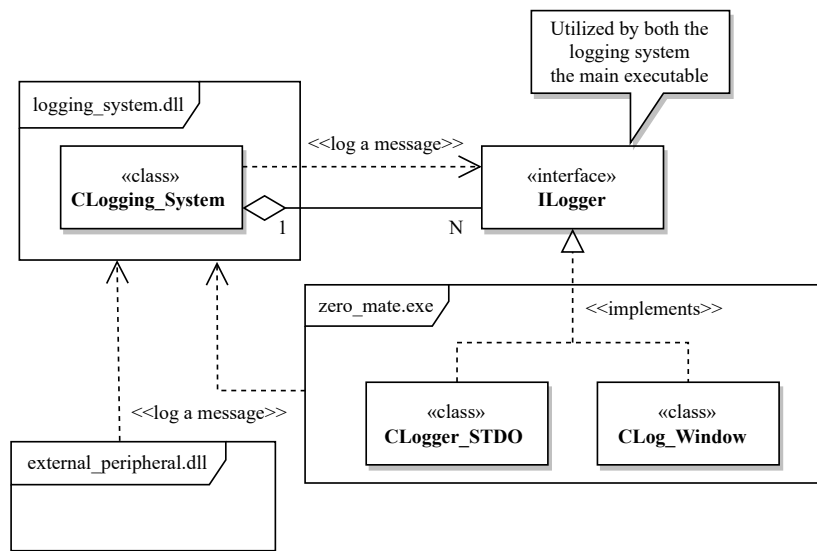 Utilized by both the
logging system
the main executable
logging_system.dll
<<log a message>>
«class»
CLogging_System
«interface»
ILogger
1
N
zero_mate.exe
<<implements>>
«class»
CLogger_STDO
«class»
CLog_Window
<<log a message>>
external_peripheral.dll